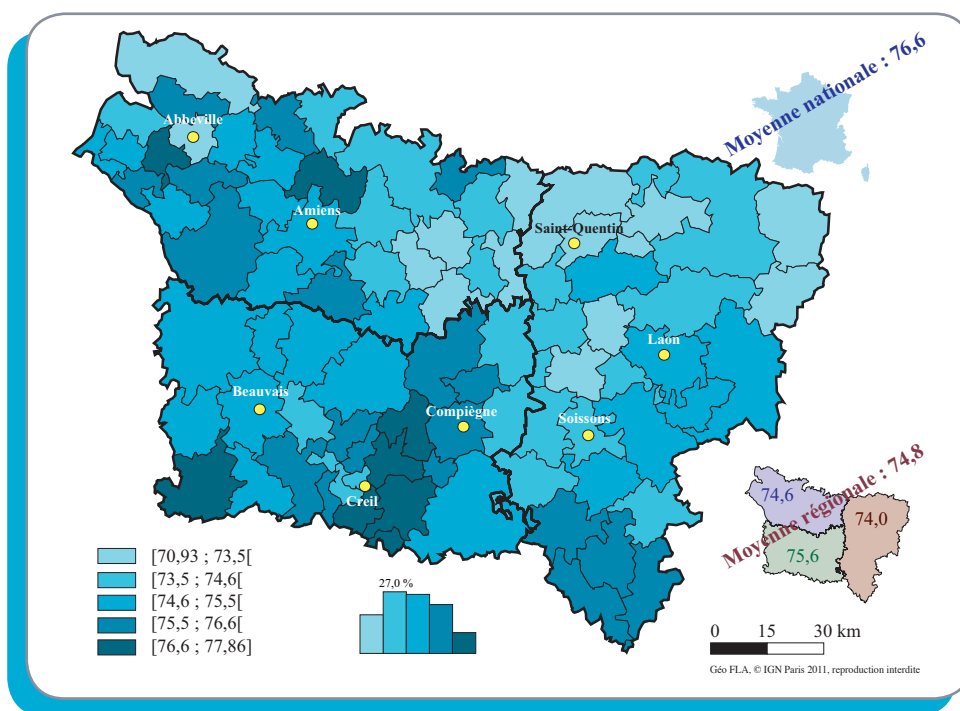 Moyenne nationale : 76,6
Abbeville
Amiens
Saint-Quentin
Laon
Beauvais
Compiègne
Soissons
Creil
Moyenne régionale : 74,8
74,6
74,0
75,6
[70,93 ; 73,5[
[73,5 ; 74,6[
[74,6 ; 75,5[
[75,5 ; 76,6[
[76,6 ; 77,86]
27,0 %
0 15 30 km
Géo FLA, © IGN Paris 2011, reproduction interdite